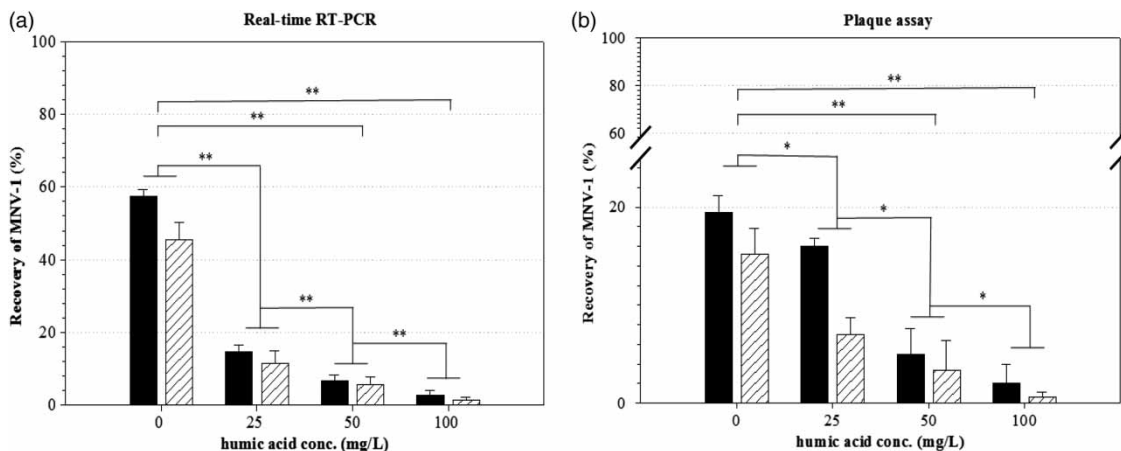 (a)
Real-time RT-PCR
Recovery of MNV-1 (%)
100
80
60
40
20
0
**
**
**
**
**
0 25 50 100
humic acid conc. (mg/L)
(b)
Plaque assay
Recovery of MNV-1 (%)
100
80
60
20
0
**
**
*
*
*
0 25 50 100
humic acid conc. (mg/L)